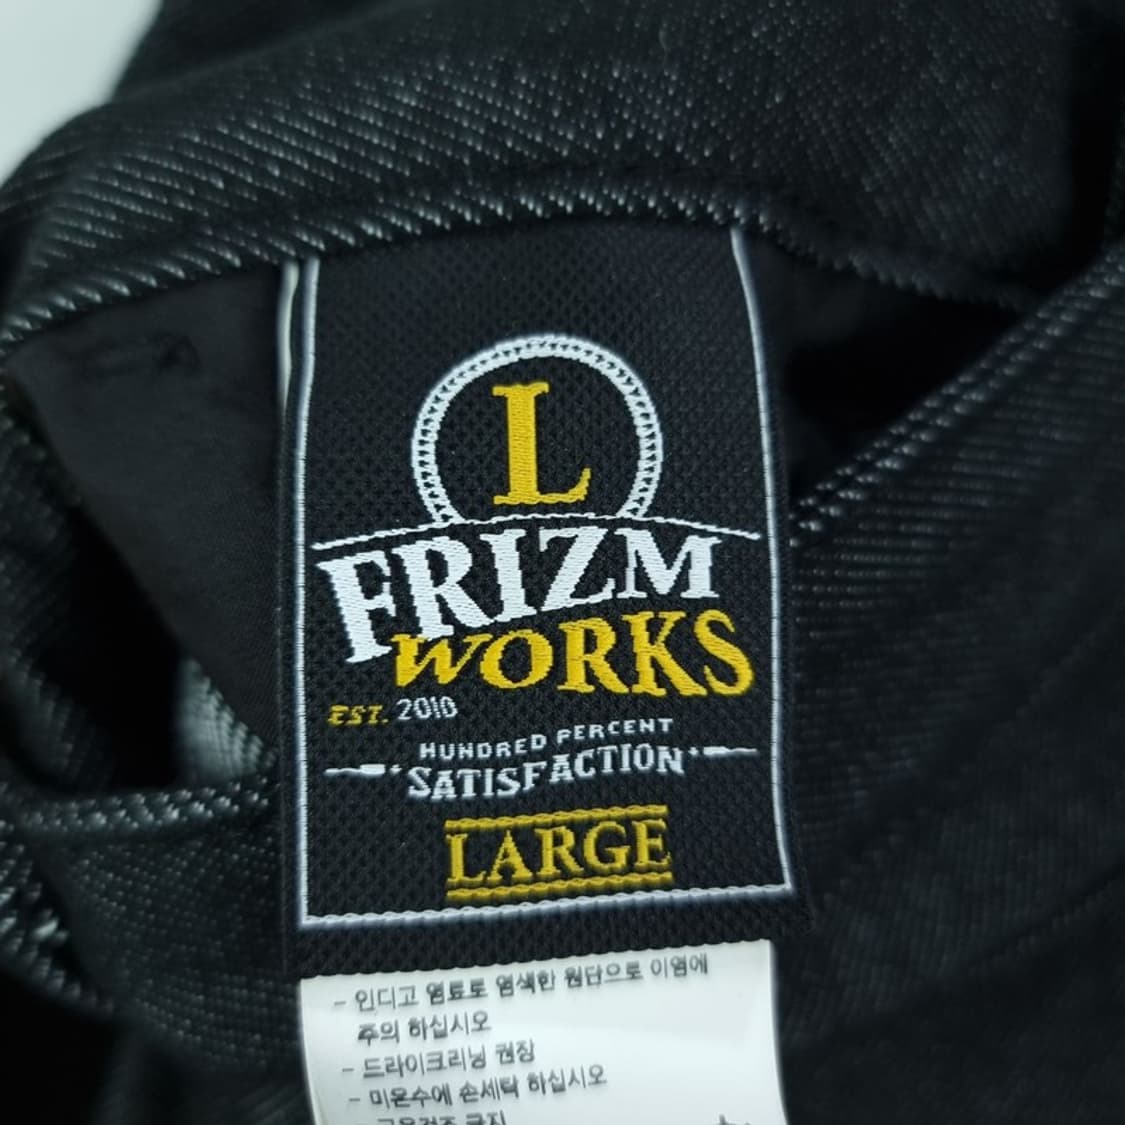 L
FRIZM
WORKS
EST. 2010
HUNDRED PERCENT
SATISFACTION
LARGE
- 인디고 염료로 염색한 원단으로 이염에
주의 하십시오
- 드라이크리닝 권장
- 미온수에 손세탁 하십시오